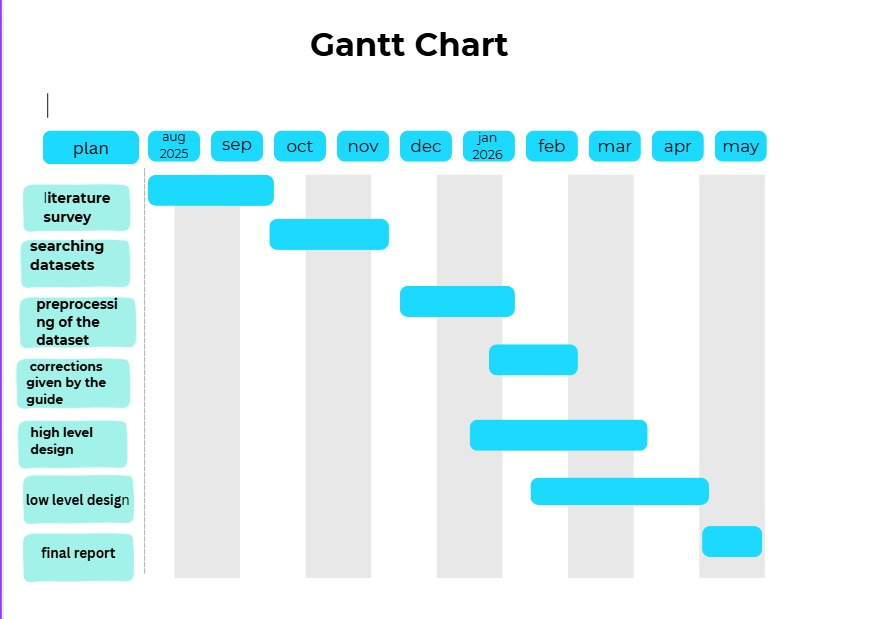 Gantt Chart
plan
aug
2025
sep
oct
nov
dec
jan
2026
feb
mar
apr
may
literature
survey
searching
datasets
preprocessi
ng of the
dataset
corrections
given by the
guide
high level
design
low level design
final report